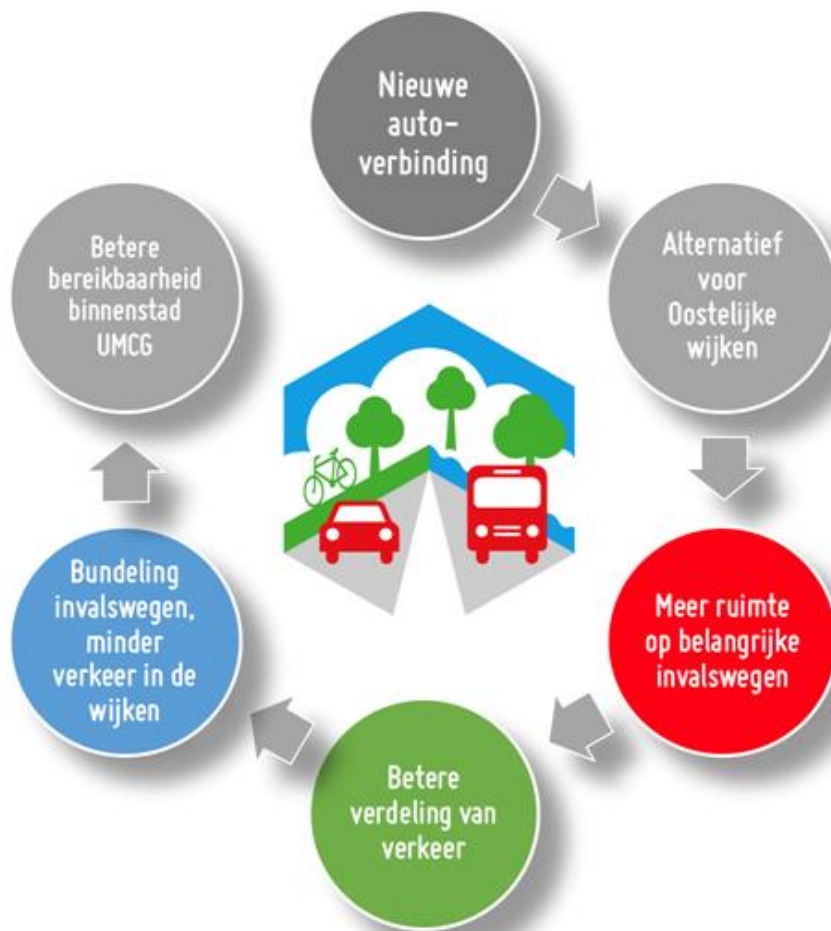 Nieuwe
auto-
verbinding
Alternatief
voor
Oostelijke
wijken
Meer ruimte
op belangrijke
invalswegen
Betere
verdeling van
verkeer
Bundeling
invalswegen,
minder
verkeer in de
wijken
Betere
bereikbaarheid
binnenstad
UMCG